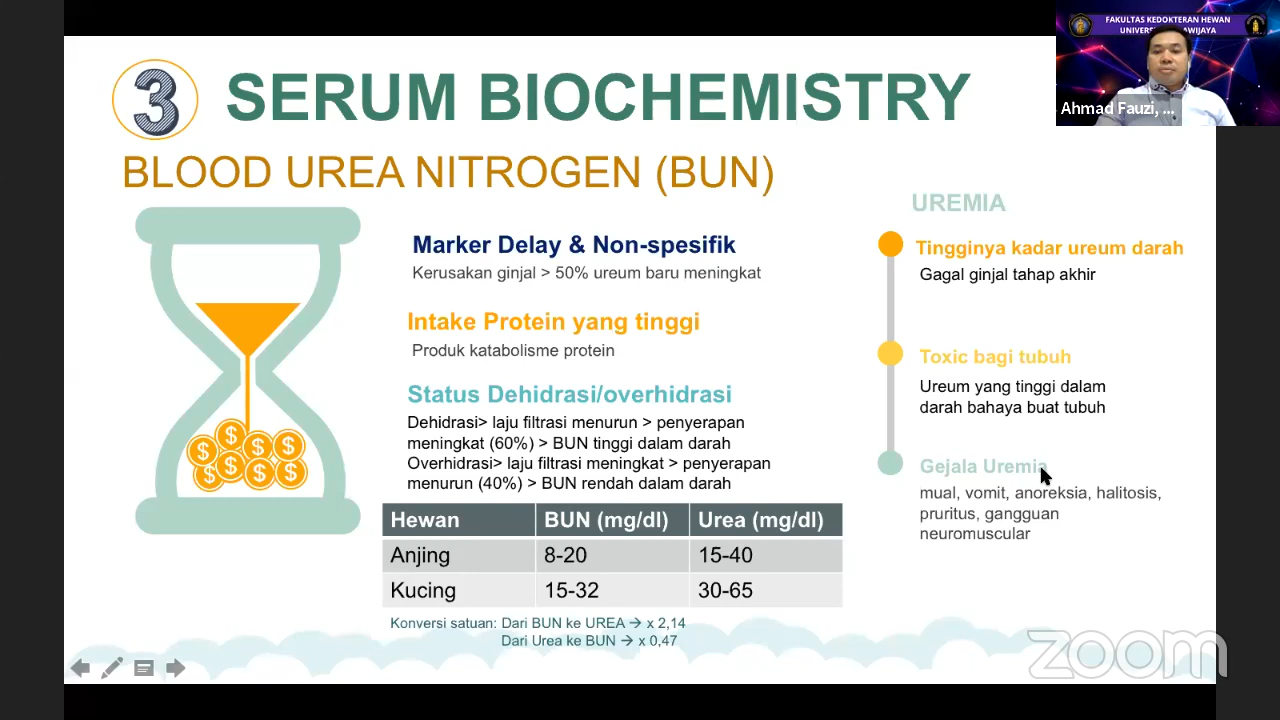 FAKULTAS KEDOKTERAN HEWAN
Ahmad Fauzi, ...
3
SERUM BIOCHEMISTRY
BLOOD UREA NITROGEN (BUN)
Marker Delay & Non-spesifik
Kerusakan ginjal > 50% ureum baru meningkat
Intake Protein yang tinggi
Produk katabolisme protein
Status Dehidrasi/overhidrasi
Dehidrasi> laju filtrasi menurun > penyerapan
meningkat (60%) > BUN tinggi dalam darah
Overhidrasi> laju filtrasi meningkat > penyerapan
menurun (40%) > BUN rendah dalam darah
Hewan BUN (mg/dl) Urea (mg/dl)
Anjing 8-20 15-40
Kucing 15-32 30-65
Konversi satuan: Dari BUN ke UREA → x 2,14
Dari Urea ke BUN → x 0,47
UREMIA
Tingginya kadar ureum darah
Gagal ginjal tahap akhir
Toxic bagi tubuh
Ureum yang tinggi dalam
darah bahaya buat tubuh
Gejala Uremia
mual, vomit, anoreksia, halitosis,
pruritus, gangguan
neuromuscular
zoom